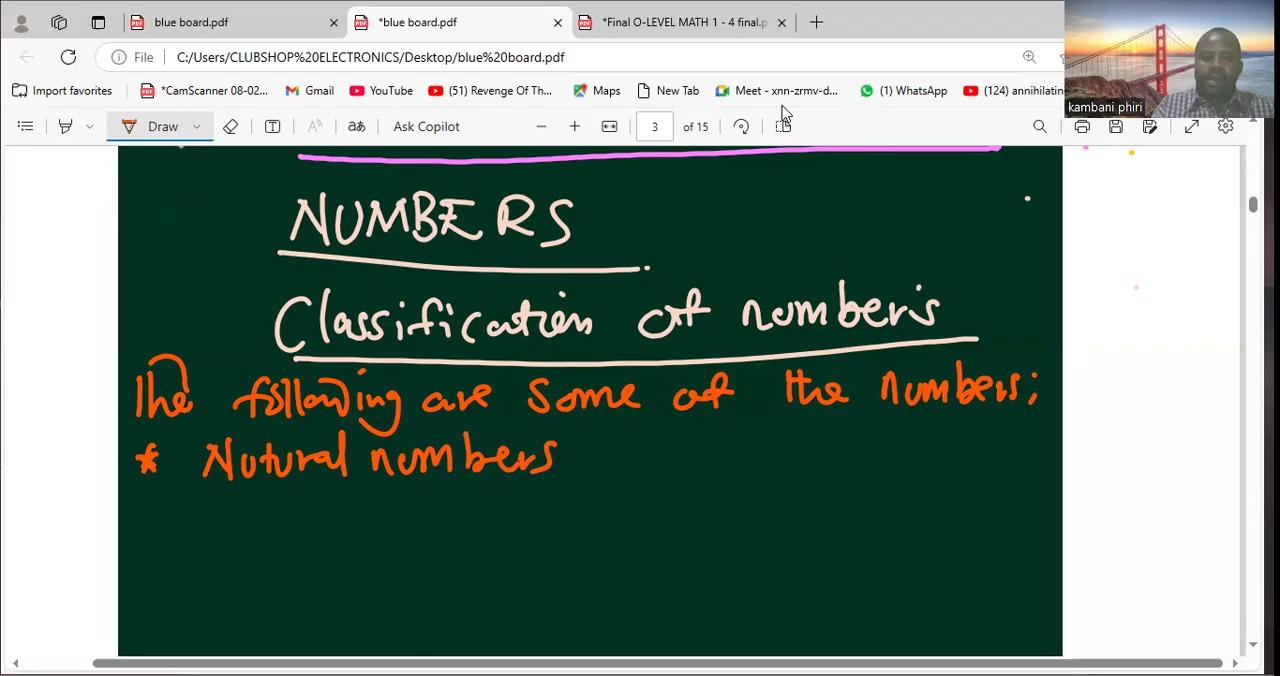 blue board.pdf
*blue board.pdf
*Final O-LEVEL MATH 1 - 4 final.p
File C:/Users/CLUBSHOP%20ELECTRONICS/Desktop/blue%20board.pdf
Import favorites
*CamScanner 08-02...
Gmail
YouTube
(51) Revenge Of Th...
Maps
New Tab
Meet - xnn-zrmv-d...
(1) WhatsApp
(124) annihilating
kambani phiri
Draw
Ask Copilot
3 of 15
NUMBERS
Classification of numbers
The following are some of the numbers;
* Natural numbers